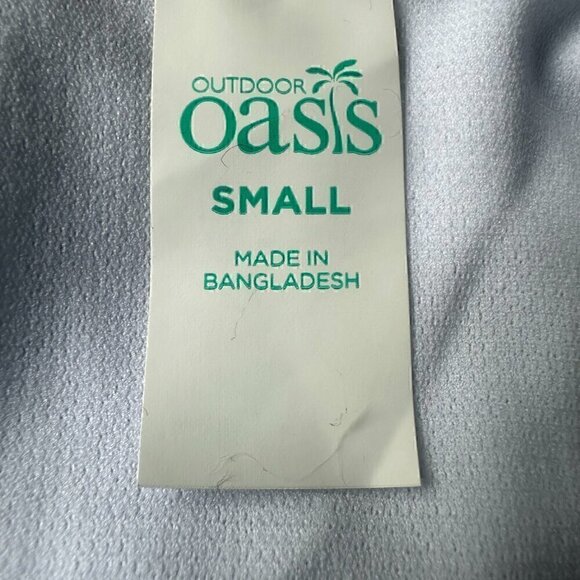 OUTDOOR
oasis
SMALL
MADE IN
BANGLADESH